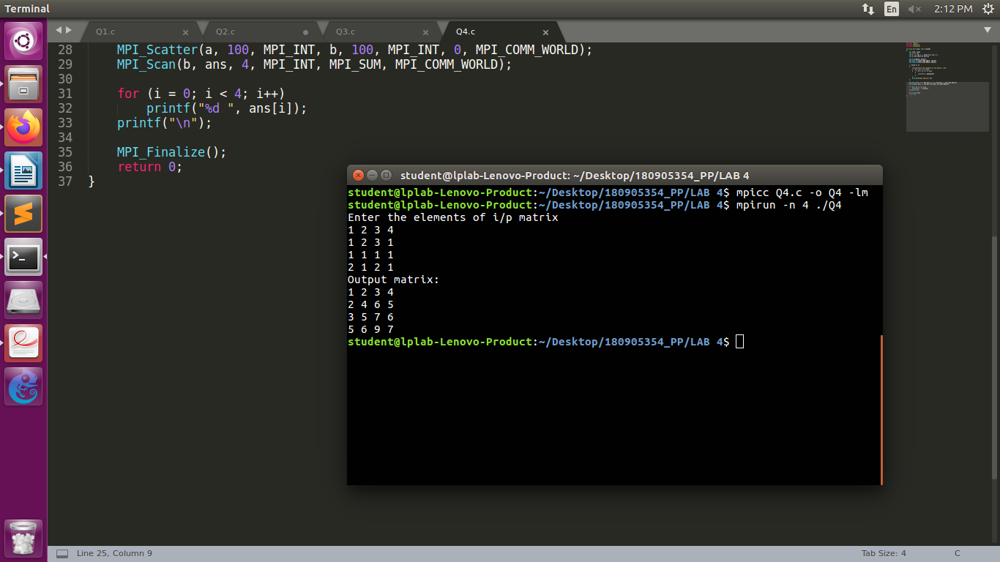 Terminal
En
2:12 PM
Q1.c
Q2.c
Q3.c
Q4.c
28 MPI_Scatter(a, 100, MPI_INT, b, 100, MPI_INT, 0, MPI_COMM_WORLD);
29 MPI_Scan(b, ans, 4, MPI_INT, MPI_SUM, MPI_COMM_WORLD);
30
31 for (i = 0; i < 4; i++)
32 printf("%d ", ans[i]);
33 printf("\n");
34
35 MPI_Finalize();
36 return 0;
37 }
student@lplab-Lenovo-Product: ~/Desktop/180905354_PP/LAB 4
student@lplab-Lenovo-Product:~/Desktop/180905354_PP/LAB 4$ mpicc Q4.c -o Q4 -lm
student@lplab-Lenovo-Product:~/Desktop/180905354_PP/LAB 4$ mpirun -n 4 ./Q4
Enter the elements of i/p matrix
1 2 3 4
1 2 3 1
1 1 1 1
2 1 2 1
Output matrix:
1 2 3 4
2 4 6 5
3 5 7 6
5 6 9 7
student@lplab-Lenovo-Product:~/Desktop/180905354_PP/LAB 4$
Line 25, Column 9
Tab Size: 4
C